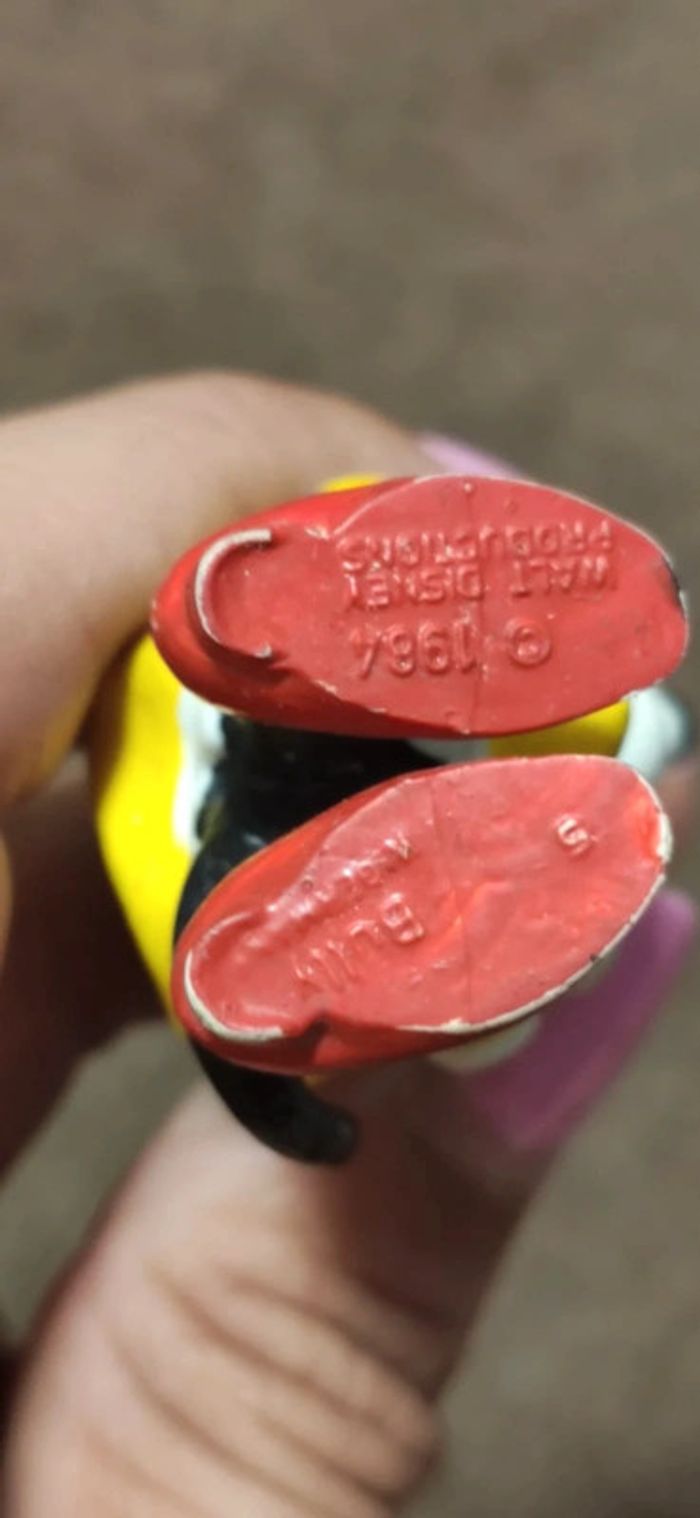 © 1984
WALT DISNEY
PRODUCTIONS
Bully